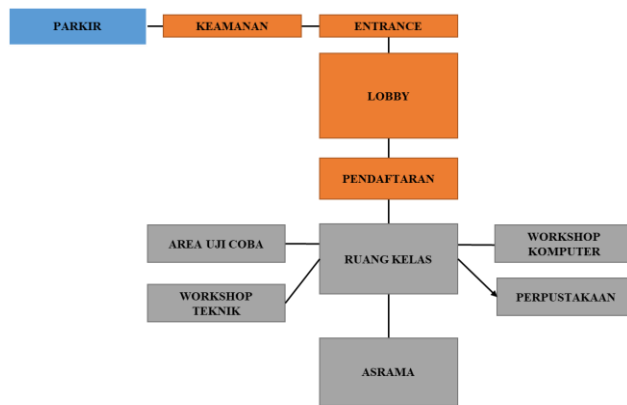 PARKIR
KEAMANAN
ENTRANCE
LOBBY
PENDAFTARAN
AREA UJI COBA
RUANG KELAS
WORKSHOP
KOMPUTER
WORKSHOP
TEKNIK
PERPUSTAKAAN
ASRAMA